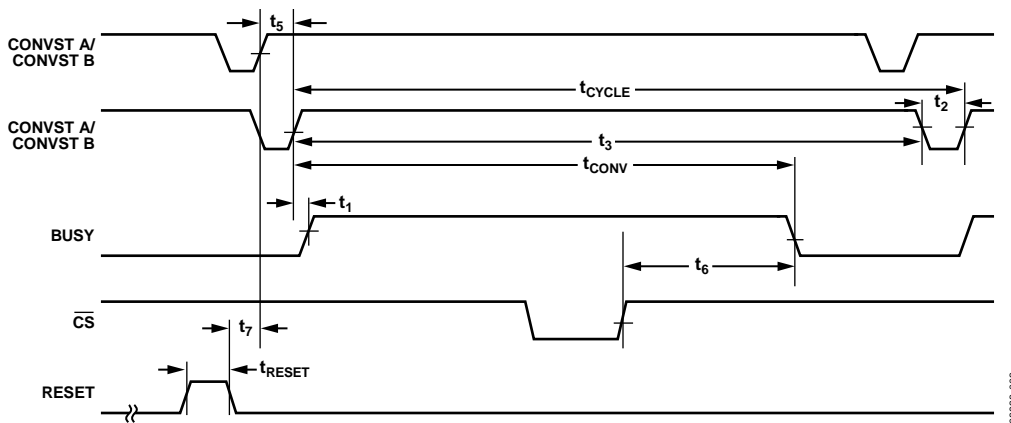 t5
CONVST A/
CONVST B
tCYCLE
t2
CONVST A/
CONVST B
t3
tCONV
t1
BUSY
t6
CS
t7
tRESET
RESET